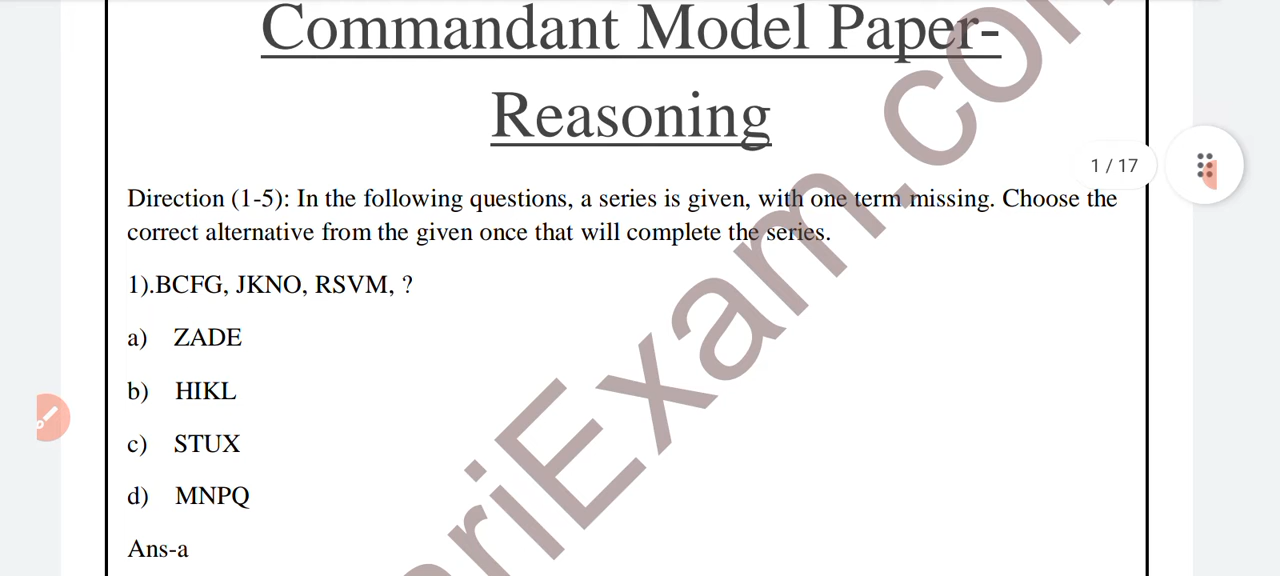 Commandant Model Paper-
Reasoning
1 / 17
Direction (1-5): In the following questions, a series is given, with one term missing. Choose the
correct alternative from the given once that will complete the series.
1).BCFG, JKNO, RSVM, ?
a) ZADE
b) HIKL
c) STUX
d) MNPQ
Ans-a
riExam.com